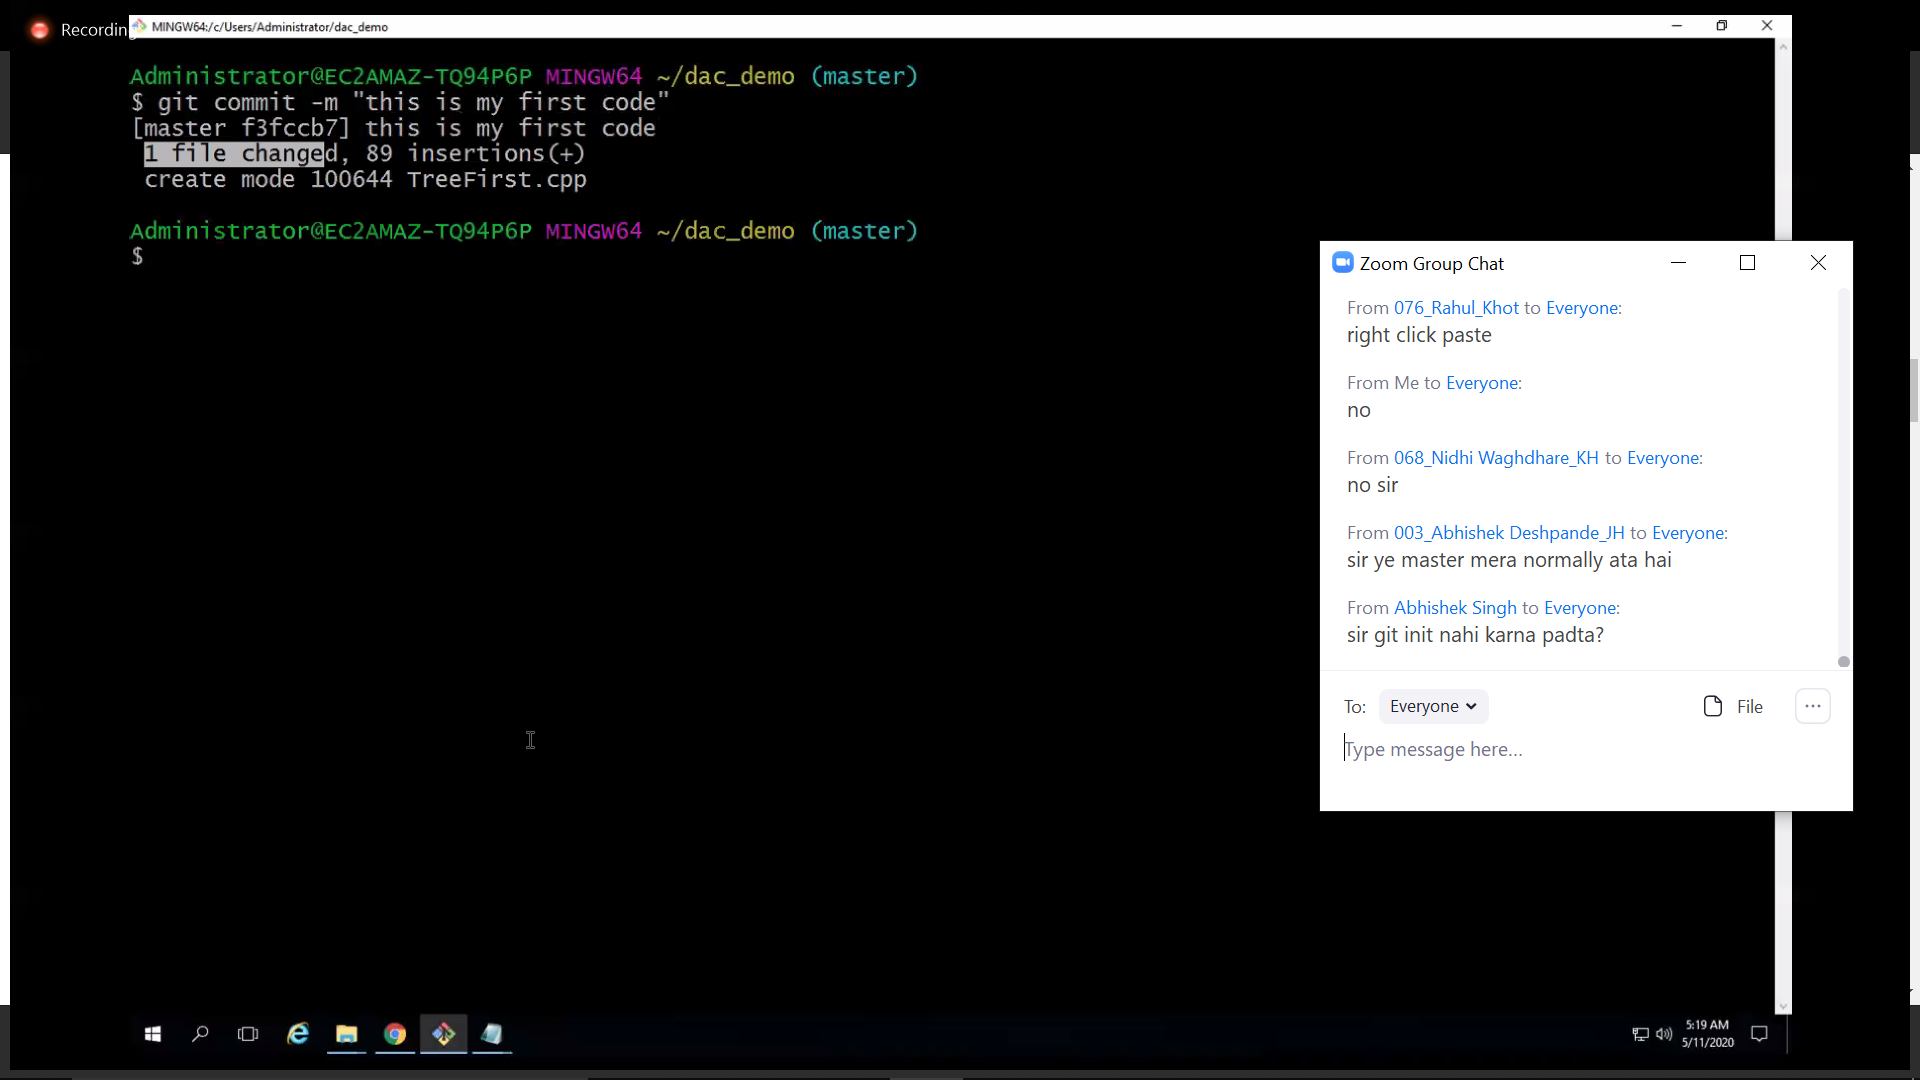 Recording
MINGW64:/c/Users/Administrator/dac_demo
Administrator@EC2AMAZ-TQ94P6P MINGW64 ~/dac_demo (master)
$ git commit -m "this is my first code"
[master f3fccb7] this is my first code
1 file changed, 89 insertions(+)
create mode 100644 TreeFirst.cpp
Administrator@EC2AMAZ-TQ94P6P MINGW64 ~/dac_demo (master)
$
Zoom Group Chat
From 076_Rahul_Khot to Everyone:
right click paste
From Me to Everyone:
no
From 068_Nidhi Waghdhare_KH to Everyone:
no sir
From 003_Abhishek Deshpande_JH to Everyone:
sir ye master mera normally ata hai
From Abhishek Singh to Everyone:
sir git init nahi karna padta?
To: Everyone
File
Type message here...
5:19 AM
5/11/2020